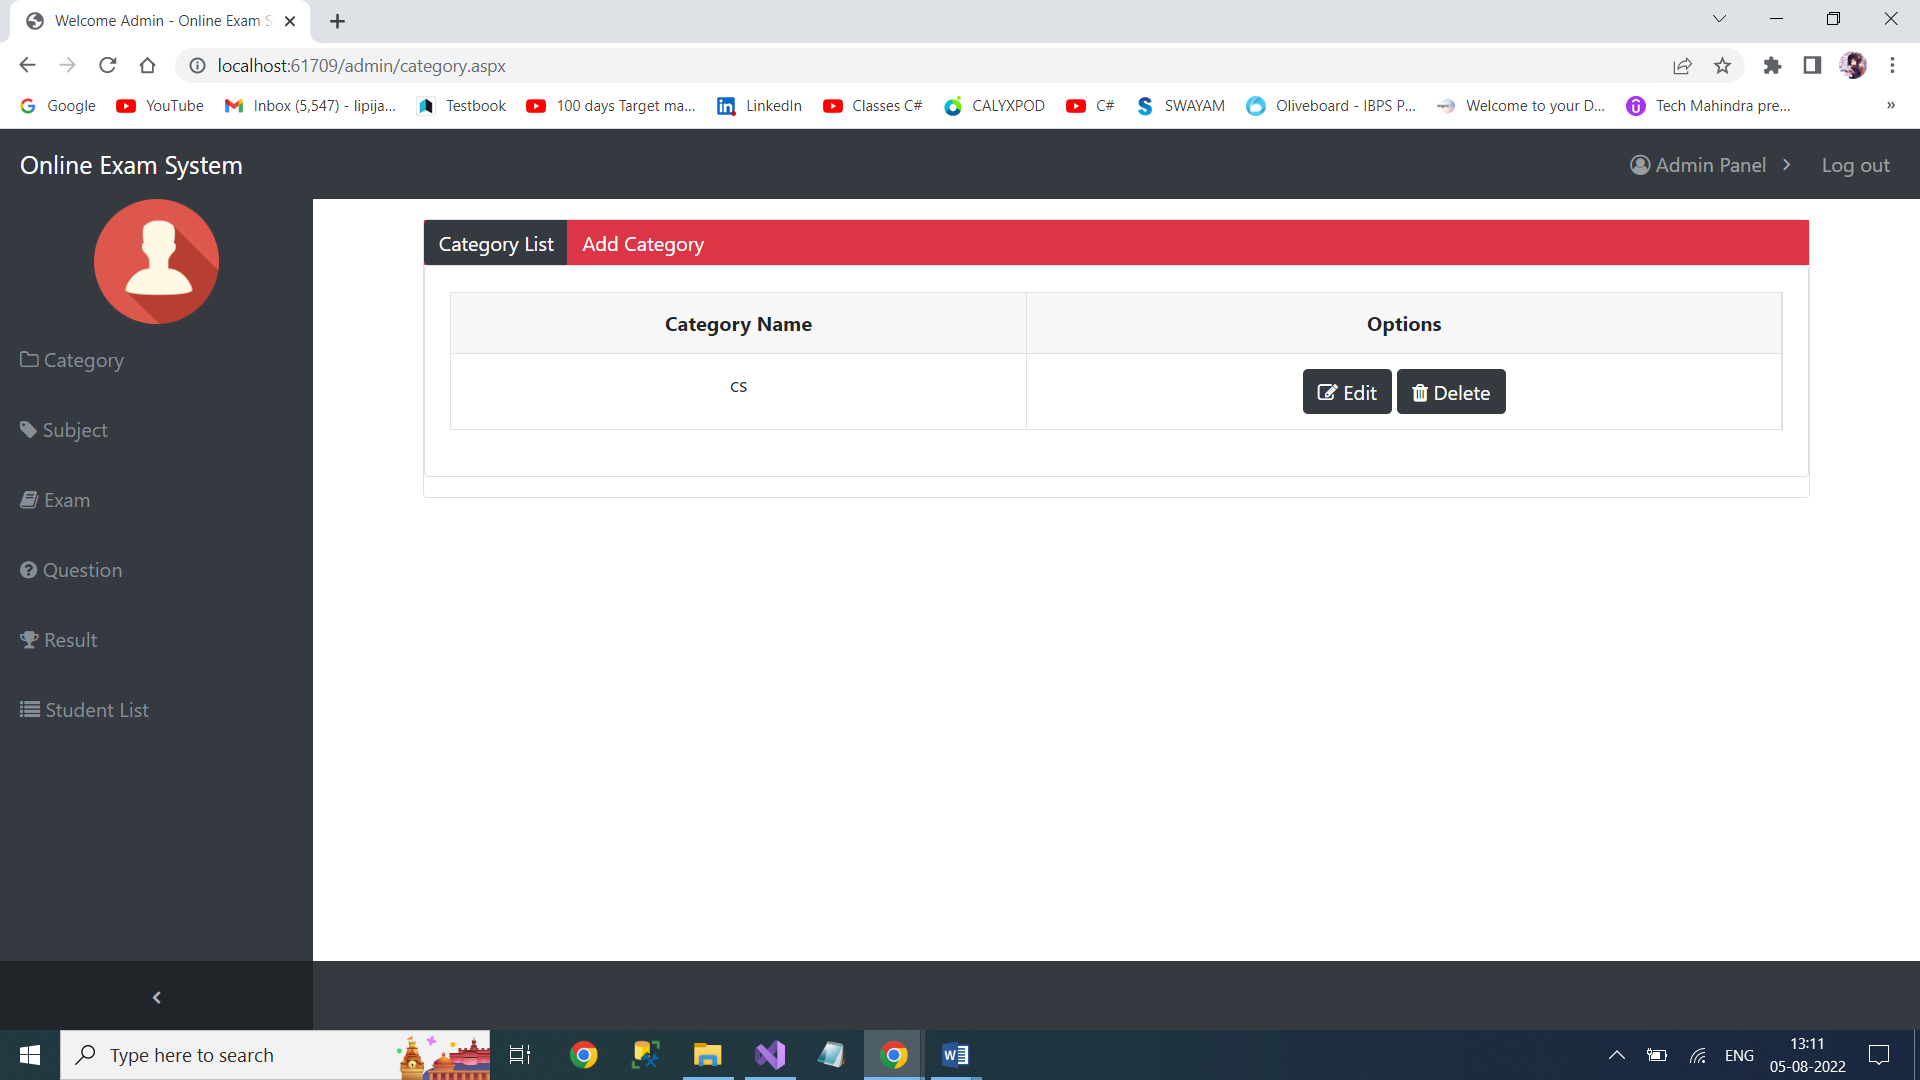 Welcome Admin - Online Exam S
localhost:61709/admin/category.aspx
Google YouTube Inbox (5,547) - lipija... Testbook 100 days Target ma... LinkedIn Classes C# CALYXPOD C# SWAYAM Oliveboard - IBPS P... Welcome to your D... Tech Mahindra pre... »
Online Exam System Admin Panel Log out
Category List Add Category
Category Name Options
cs Edit Delete
Category
Subject
Exam
Question
Result
Student List
Type here to search
ENG
13:11
05-08-2022